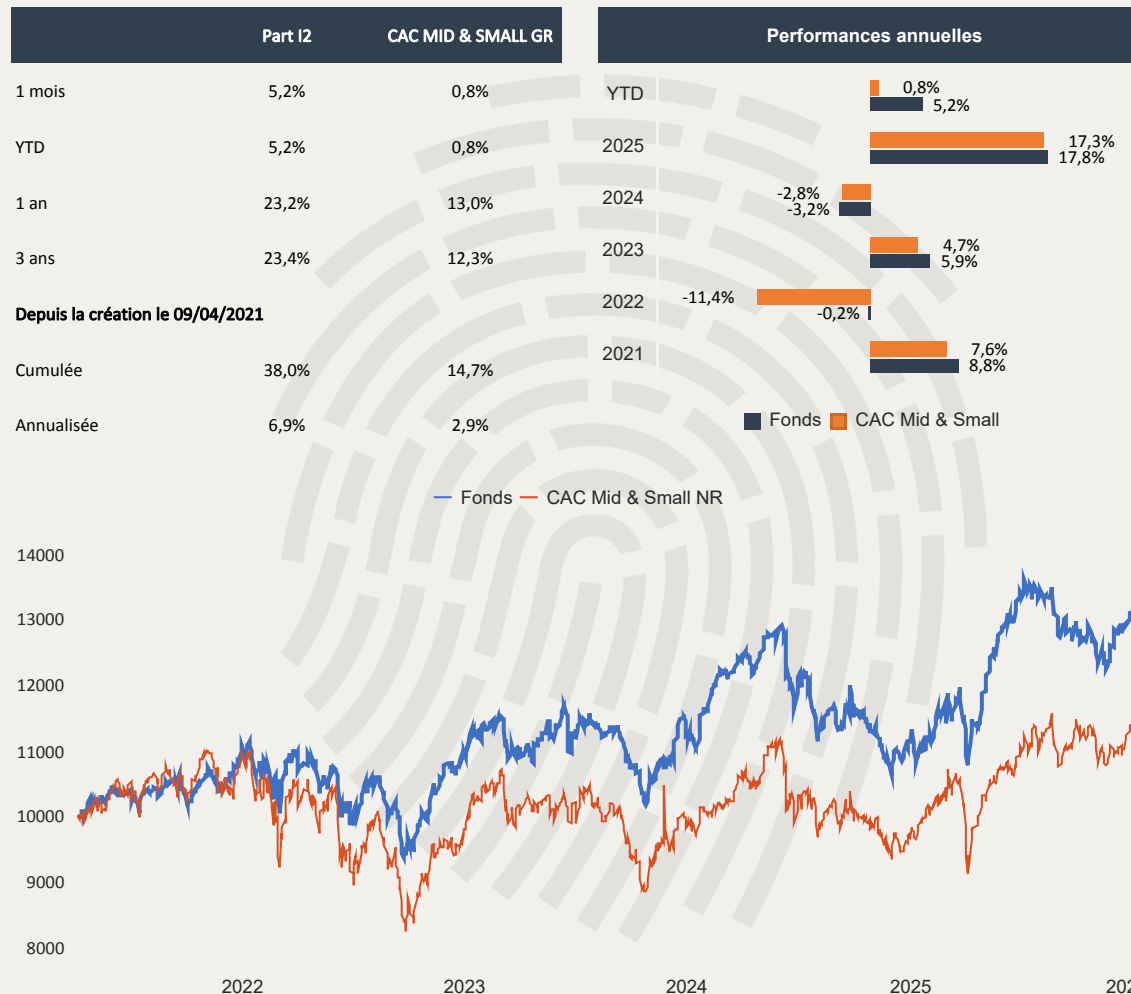 Part I2 CAC MID & SMALL GR
1 mois 5,2% 0,8%
YTD 5,2% 0,8%
1 an 23,2% 13,0%
3 ans 23,4% 12,3%
Depuis la création le 09/04/2021
Cumulée 38,0% 14,7%
Annualisée 6,9% 2,9%
Performances annuelles
YTD 0,8%
5,2%
2025 17,3%
17,8%
2024 -2,8%
-3,2%
2023 4,7%
5,9%
2022 -11,4%
-0,2%
2021 7,6%
8,8%
Fonds CAC Mid & Small
Fonds CAC Mid & Small NR
14000
13000
12000
11000
10000
9000
8000
2022 2023 2024 2025